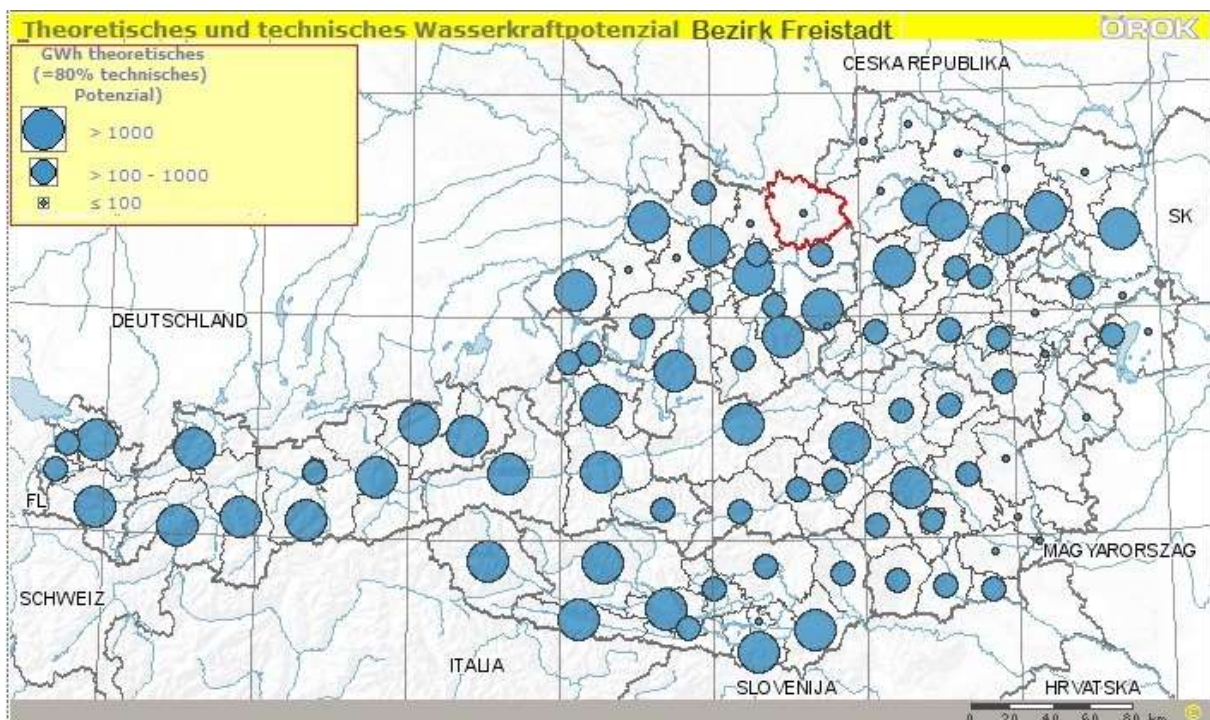 Theoretisches und technisches Wasserkraftpotenzial Bezirk Freistadt
ÖROK
GWh theoretisches
(=80% technisches)
Potenzial)
> 1000
> 100 - 1000
≤ 100
CESKA REPUBLIKA
SK
DEUTSCHLAND
FL
MAGYARORSZAG
SCHWEIZ
ITALIA
SLOVENIJA
HRVATSKA
0 20 40 60 80 km
©